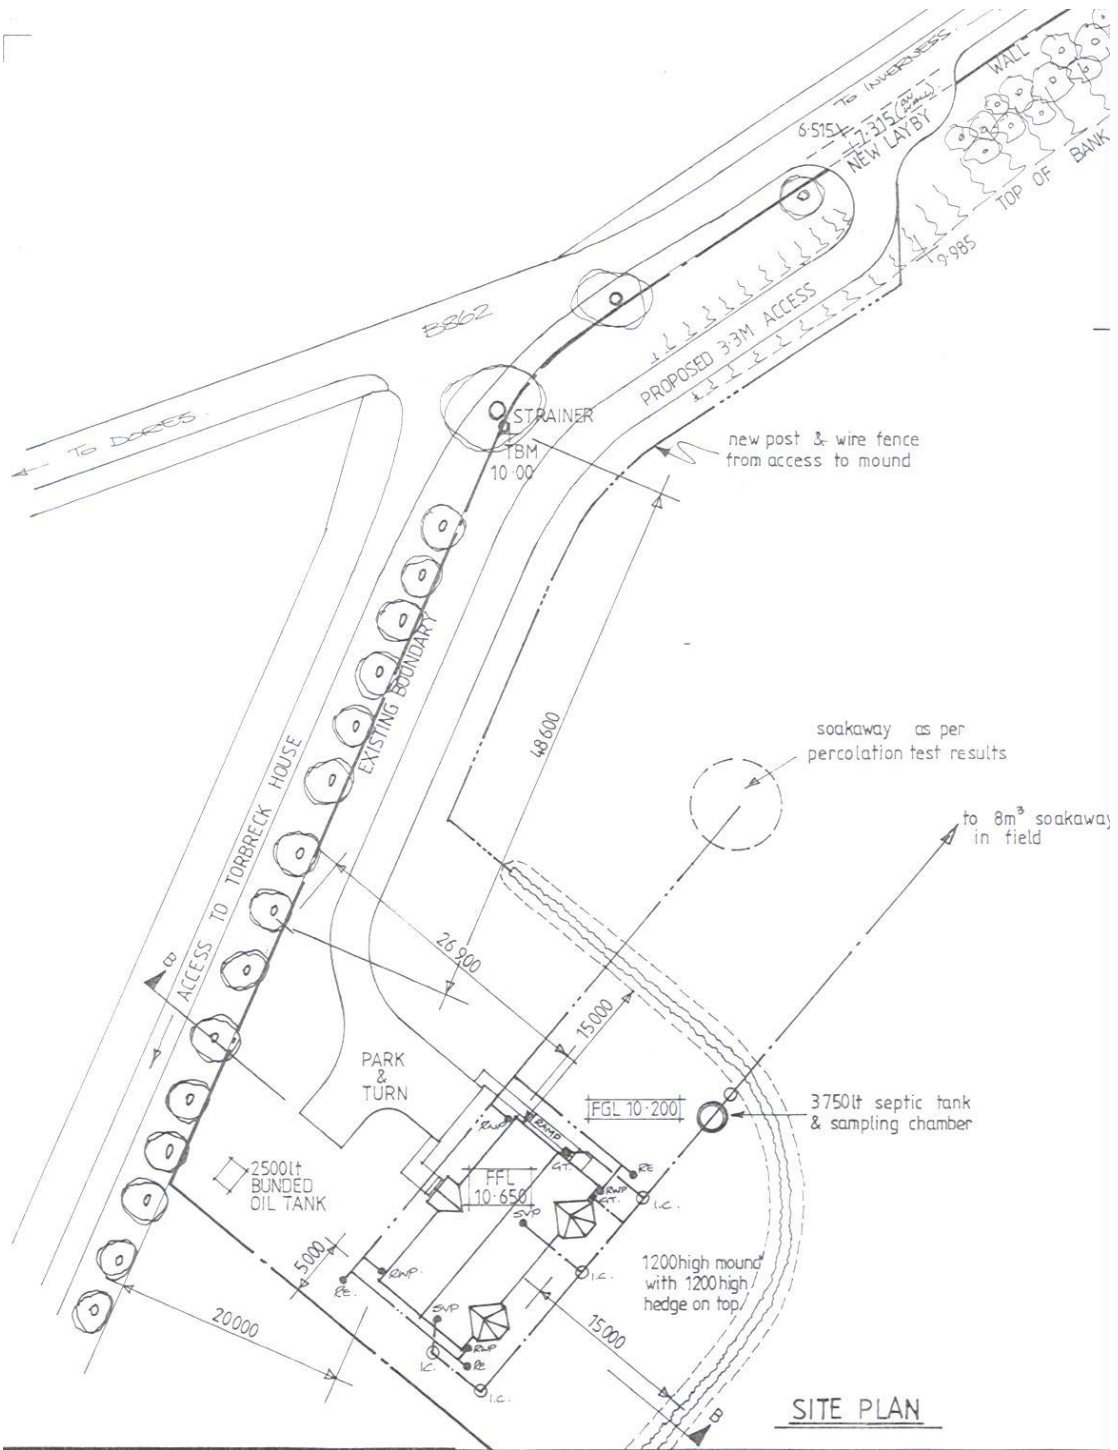 TO INVERNESS
WALL
6·515
7·315 (ON WALL)
NEW LAYBY
TOP OF BANK
9·985
B862
PROPOSED 3·3M ACCESS
TO DORES
STRAINER
TBM
10·00
new post & wire fence
from access to mound
EXISTING BOUNDARY
48600
soakaway as per
percolation test results
to 8m³ soakaway
in field
ACCESS TO TORBRECK HOUSE
B
26900
15000
PARK
&
TURN
FGL 10·200
3750lt septic tank
& sampling chamber
RWP
RAMP
G.T.
RE
2500lt
BUNDED
OIL TANK
FFL
10·650
RWP
G.T.
I.C.
SVP
5000
RWP.
RE.
I.C.
1200high mound
with 1200high
hedge on top
20000
SVP
15000
RWP
I.C.
RE
I.C.
B
SITE PLAN